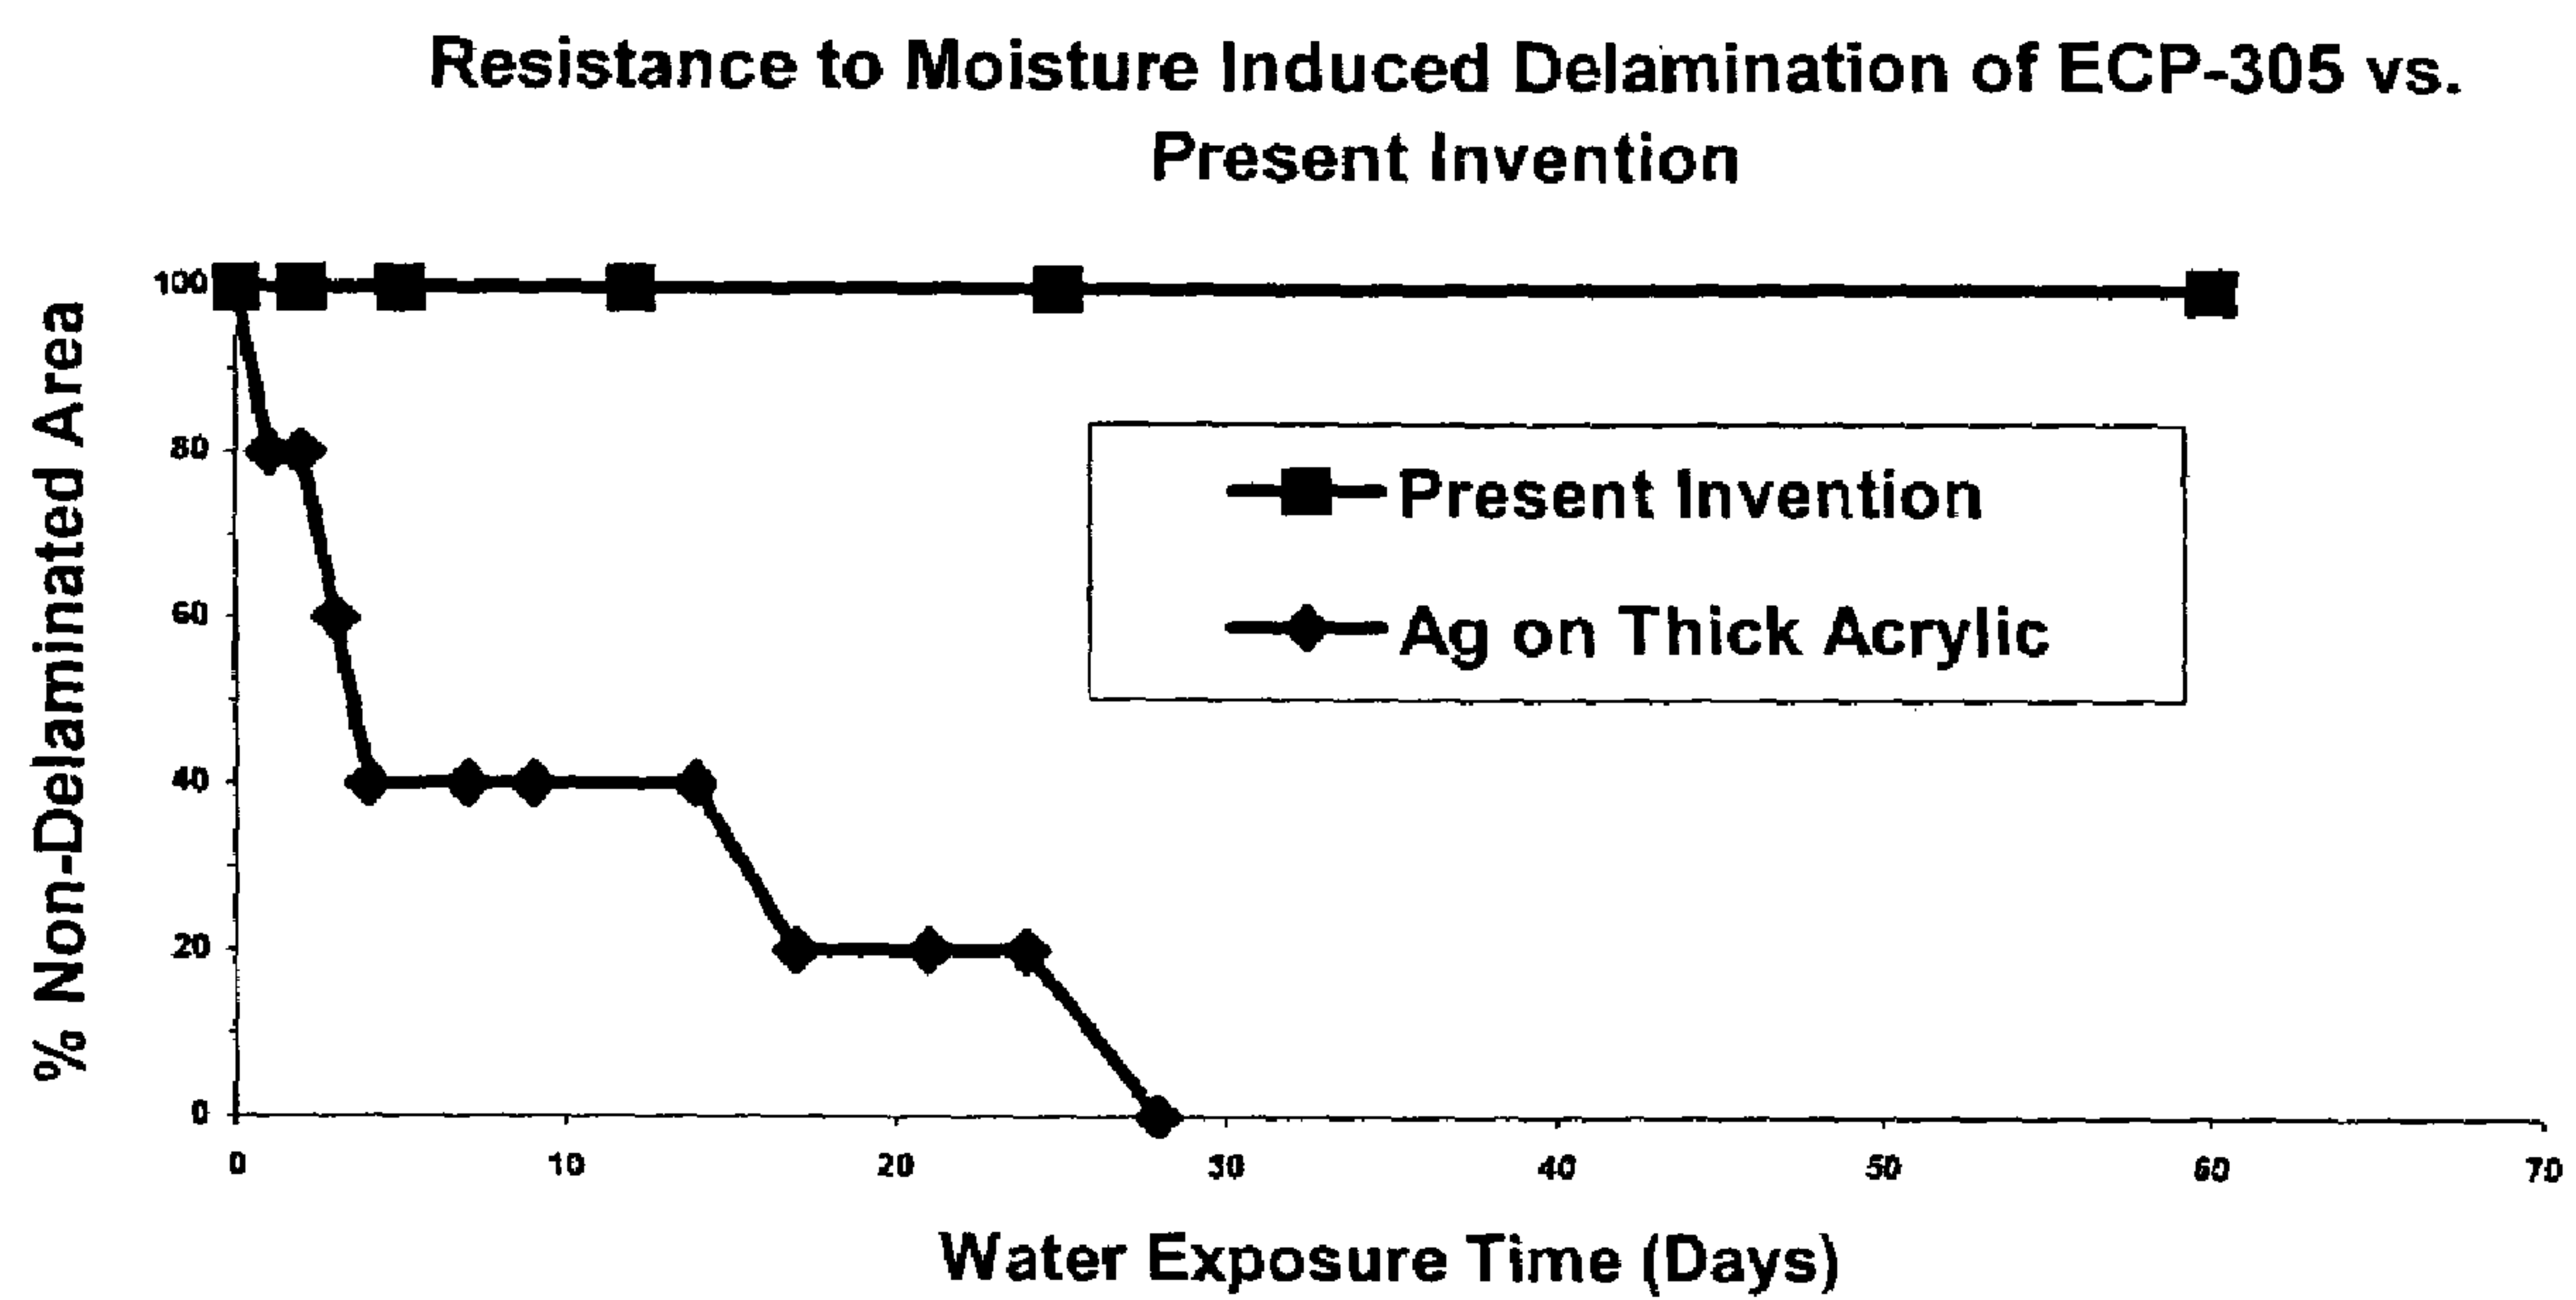 Resistance to Moisture Induced Delamination of ECP-305 vs.
Present Invention
% Non-Delaminated Area
100
80
60
40
20
0
Present Invention
Ag on Thick Acrylic
0 10 20 30 40 50 60 70
Water Exposure Time (Days)